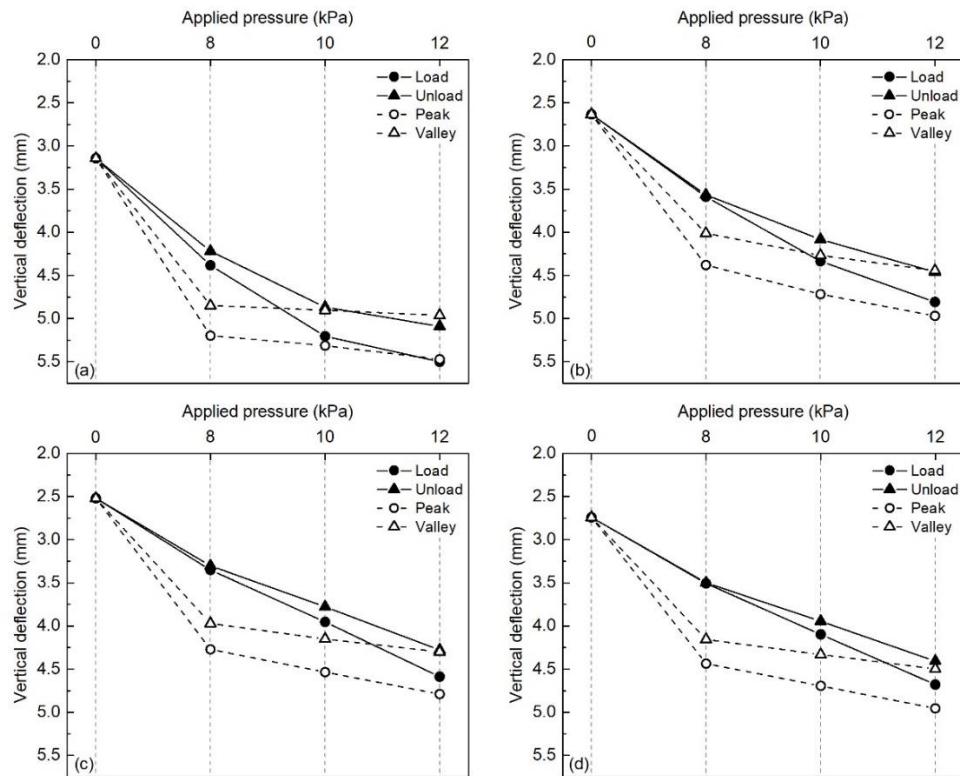 Applied pressure (kPa)
0 8 10 12
2.0
2.5
3.0
3.5
4.0
4.5
5.0
5.5
Vertical deflection (mm)
Load
Unload
Peak
Valley
(a)
Applied pressure (kPa)
0 8 10 12
2.0
2.5
3.0
3.5
4.0
4.5
5.0
5.5
Vertical deflection (mm)
Load
Unload
Peak
Valley
(b)
Applied pressure (kPa)
0 8 10 12
2.0
2.5
3.0
3.5
4.0
4.5
5.0
5.5
Vertical deflection (mm)
Load
Unload
Peak
Valley
(c)
Applied pressure (kPa)
0 8 10 12
2.0
2.5
3.0
3.5
4.0
4.5
5.0
5.5
Vertical deflection (mm)
Load
Unload
Peak
Valley
(d)